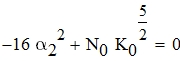 −16 α₂² + N₀ K₀^(5/2) = 0